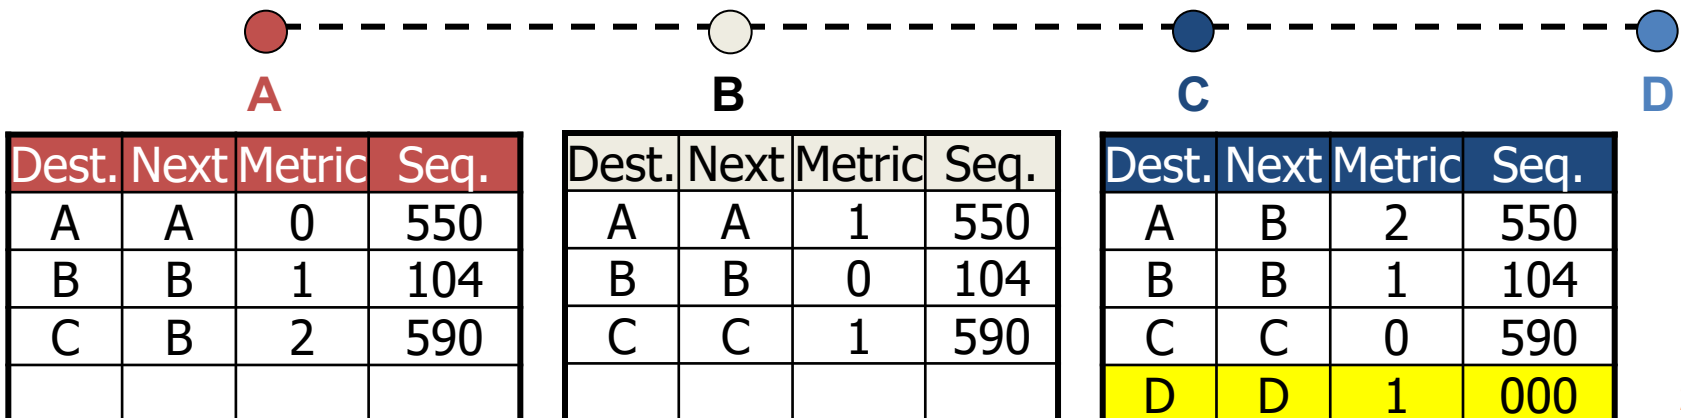 A B C D
Dest. Next Metric Seq. Dest. Next Metric Seq. Dest. Next Metric Seq.
A A 0 550 A A 1 550 A B 2 550
B B 1 104 B B 0 104 B B 1 104
C B 2 590 C C 1 590 C C 0 590
D D 1 000